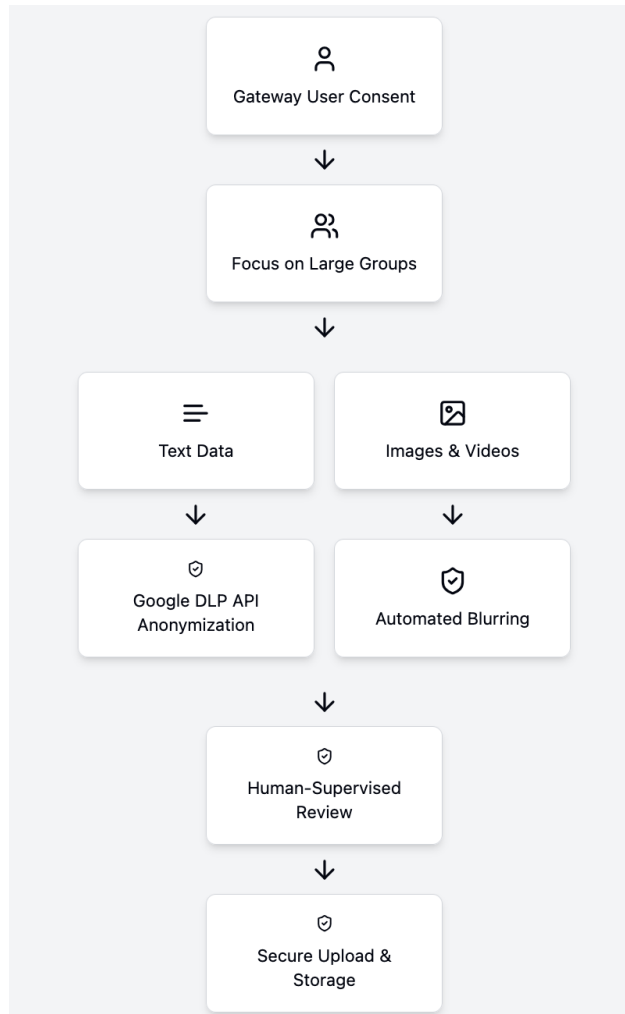 Gateway User Consent
Focus on Large Groups
Text Data
Images & Videos
Google DLP API
Anonymization
Automated Blurring
Human-Supervised
Review
Secure Upload &
Storage